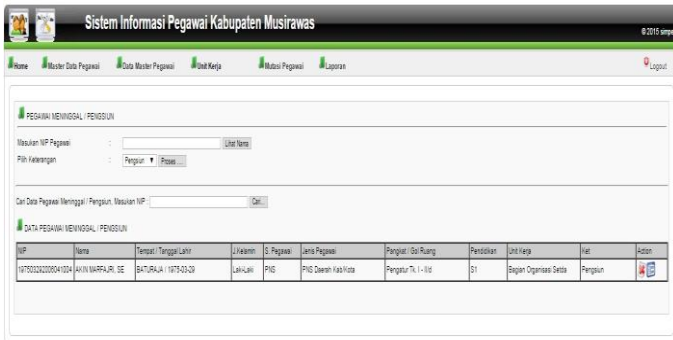 Sistem Informasi Pegawai Kabupaten Musirawas
© 2015 simpe
Home Master Data Pegawai Data Master Pegawai Unit Kerja Mutasi Pegawai Laporan Logout
PEGAWAI MENINGGAL / PENGSIUN
Masukan NIP Pegawai : Lihat Nama
Pilih Keterangan : Pengsiun Proses ....
Cari Data Pegawai Meninggal / Pengsiun, Masukan NIP : Cari..
DATA PEGAWAI MENINGGAL / PENGSIUN
NIP Nama Tempat / Tanggal Lahir J.Kelamin S. Pegawai Jenis Pegawai Pangkat / Gol Ruang Pendidikan Unit Kerja Ket Action
197503292006041004 AKIN MARFAJRI, SE BATURAJA / 1975-03-29 Laki-Laki PNS PNS Daerah Kab/Kota Pengatur Tk. I - II/d S1 Bagian Organisasi Setda Pengsiun